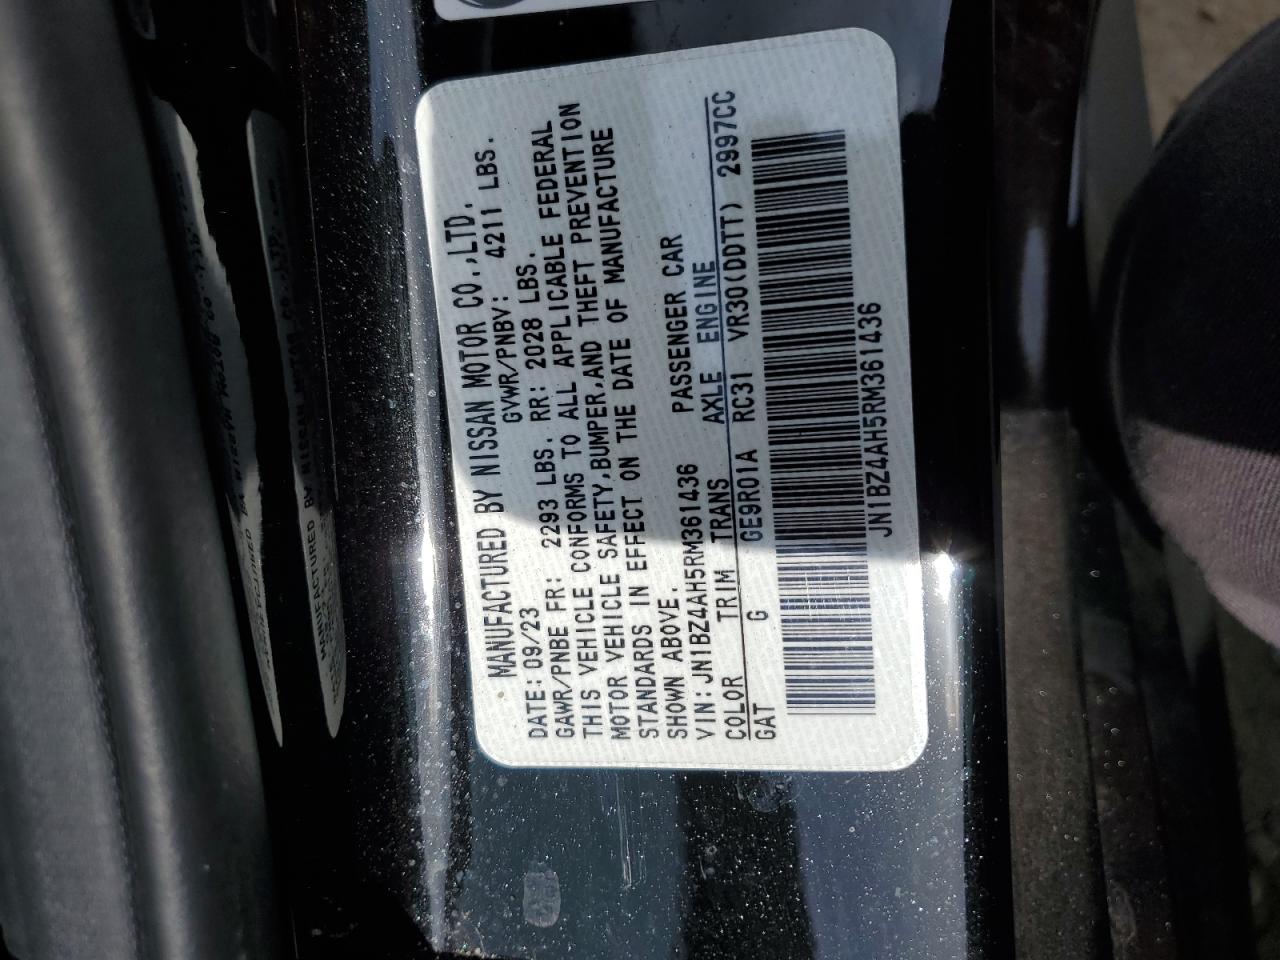 MANUFACTURED BY NISSAN MOTOR CO.,LTD.
DATE: 09/23 GVWR/PNBV: 4211 LBS.
GAWR/PNBE FR: 2293 LBS. RR: 2028 LBS.
THIS VEHICLE CONFORMS TO ALL APPLICABLE FEDERAL
MOTOR VEHICLE SAFETY,BUMPER,AND THEFT PREVENTION
STANDARDS IN EFFECT ON THE DATE OF MANUFACTURE
SHOWN ABOVE.
VIN:JN1BZ4AH5RM361436 PASSENGER CAR
COLOR TRIM TRANS AXLE ENGINE
GAT G GE9R01A RC31 VR30(DDTT) 2997CC
JN1BZ4AH5RM361436